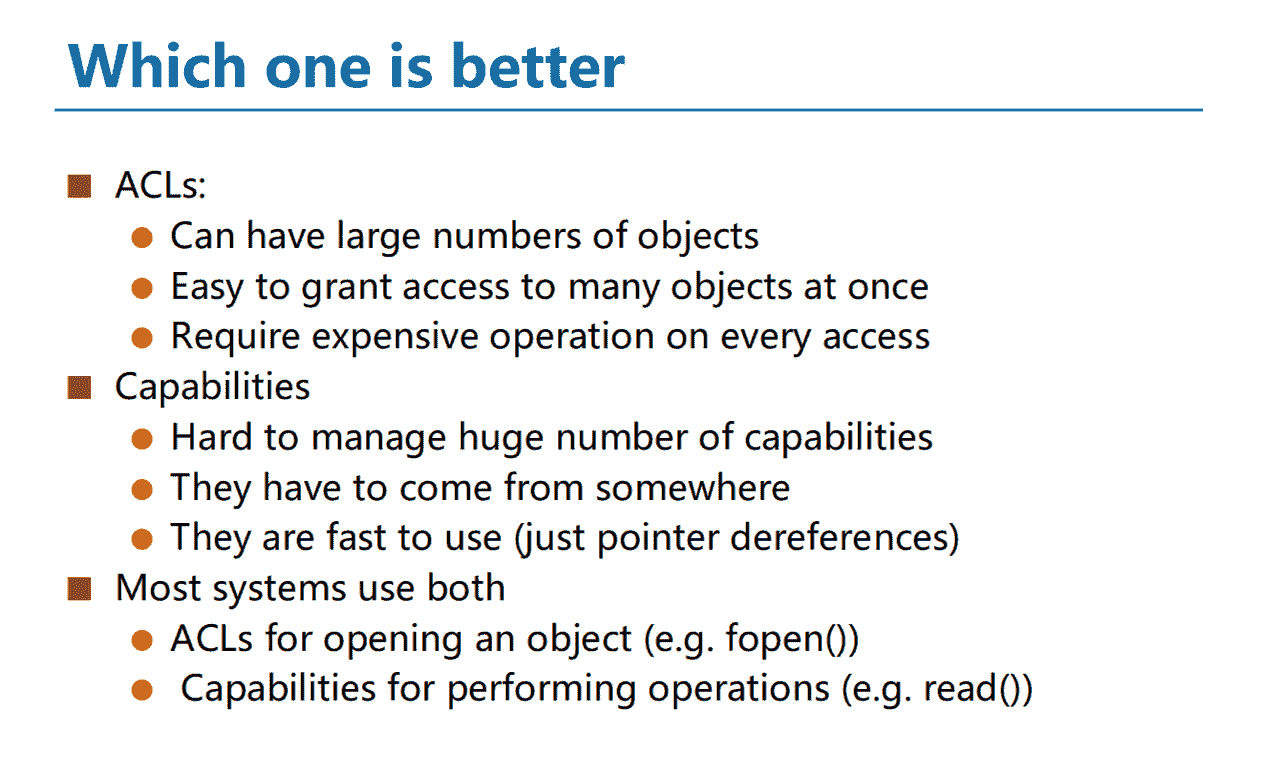 Which one is better
ACLs:
Can have large numbers of objects
Easy to grant access to many objects at once
Require expensive operation on every access
Capabilities
Hard to manage huge number of capabilities
They have to come from somewhere
They are fast to use (just pointer dereferences)
Most systems use both
ACLs for opening an object (e.g. fopen())
Capabilities for performing operations (e.g. read())